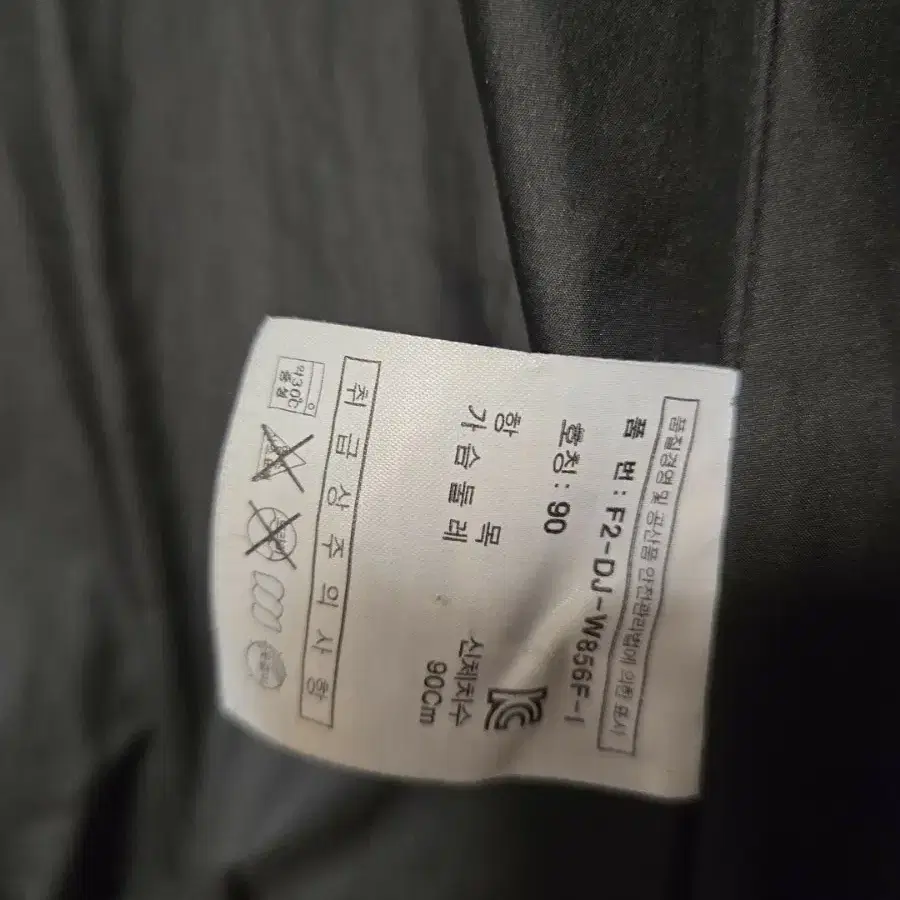 품질경영 및 공산품 안전관리법에 의한 표시
품 번 : F2-DJ-W856F-1
호칭 : 90
항 목 신체치수
가슴둘레 90Cm
취 급 상 주 의 사 항
약30℃
중성